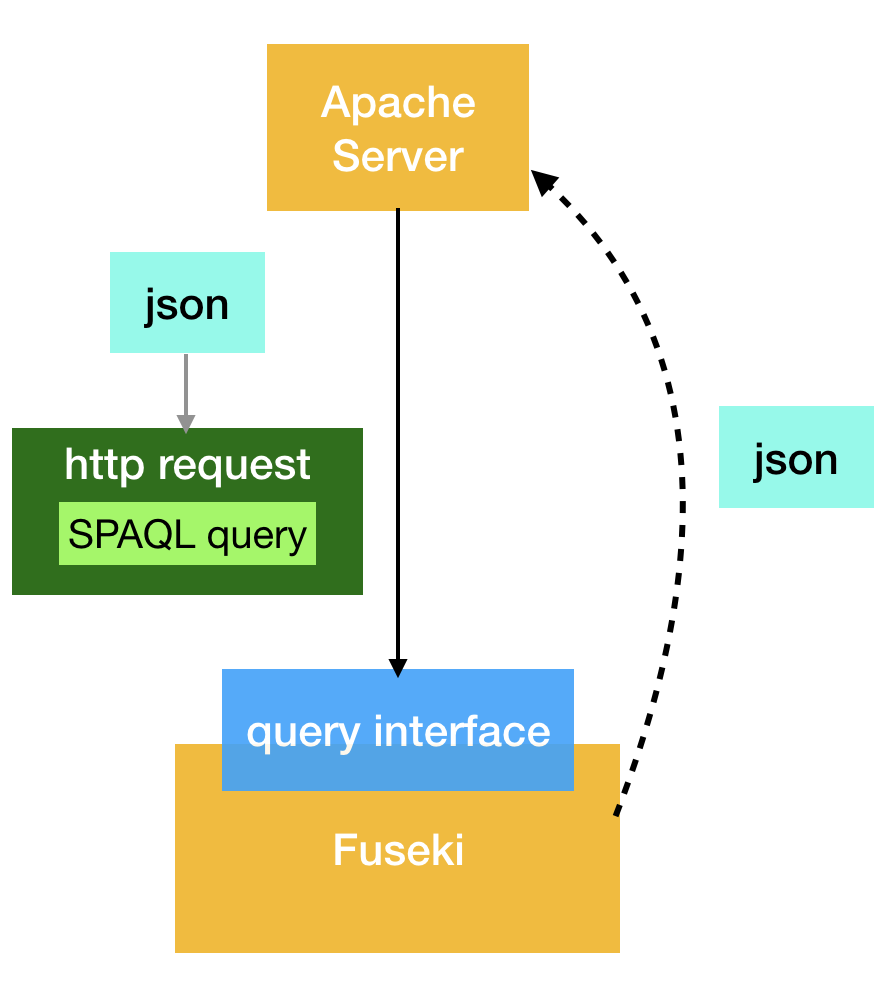 Apache
Server
json
http request
SPAQL query
json
query interface
Fuseki